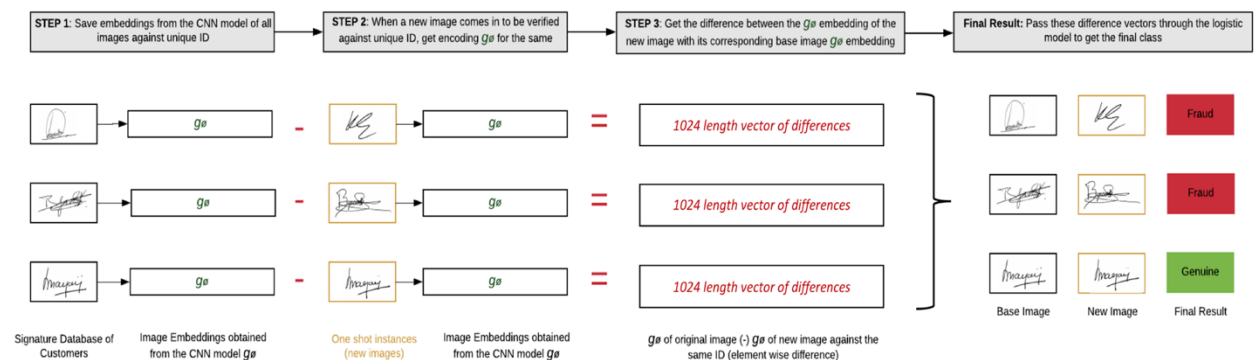 STEP 1: Save embeddings from the CNN model of all
images against unique ID
STEP 2: When a new image comes in to be verified
against unique ID, get encoding gø for the same
STEP 3: Get the difference between the gø embedding of the
new image with its corresponding base image gø embedding
Final Result: Pass these difference vectors through the logistic
model to get the final class
gø
-
gø
=
1024 length vector of differences
Fraud
gø
-
gø
=
1024 length vector of differences
Fraud
gø
-
gø
=
1024 length vector of differences
Genuine
Base Image
New Image
Final Result
Signature Database of
Customers
Image Embeddings obtained
from the CNN model gø
One shot instances
(new images)
Image Embeddings obtained
from the CNN model gø
gø of original image (-) gø of new image against the
same ID (element wise difference)